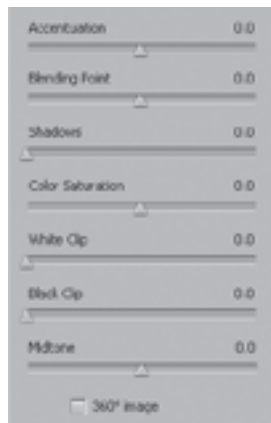 Accentuation 0.0
Blending Point 0.0
Shadows 0.0
Color Saturation 0.0
White Clip 0.0
Black Clip 0.0
Midtone 0.0
360° image